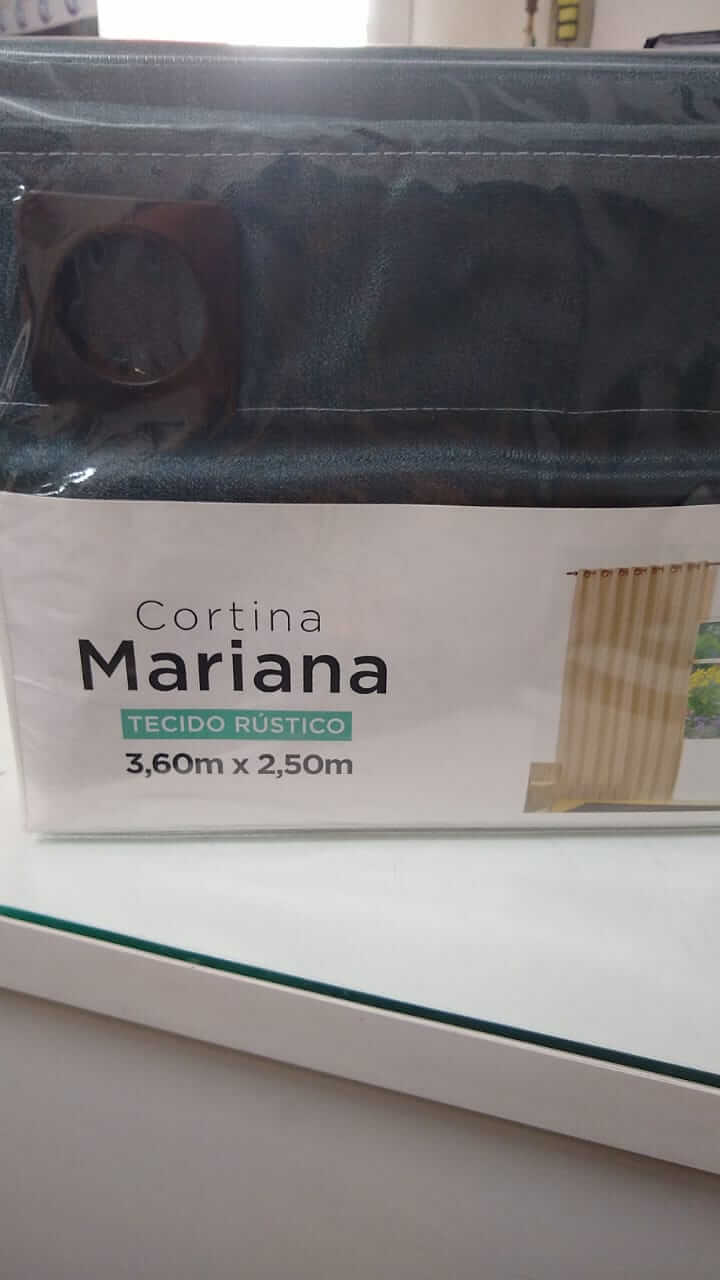 Cortina
Mariana
TECIDO RÚSTICO
3,60m x 2,50m